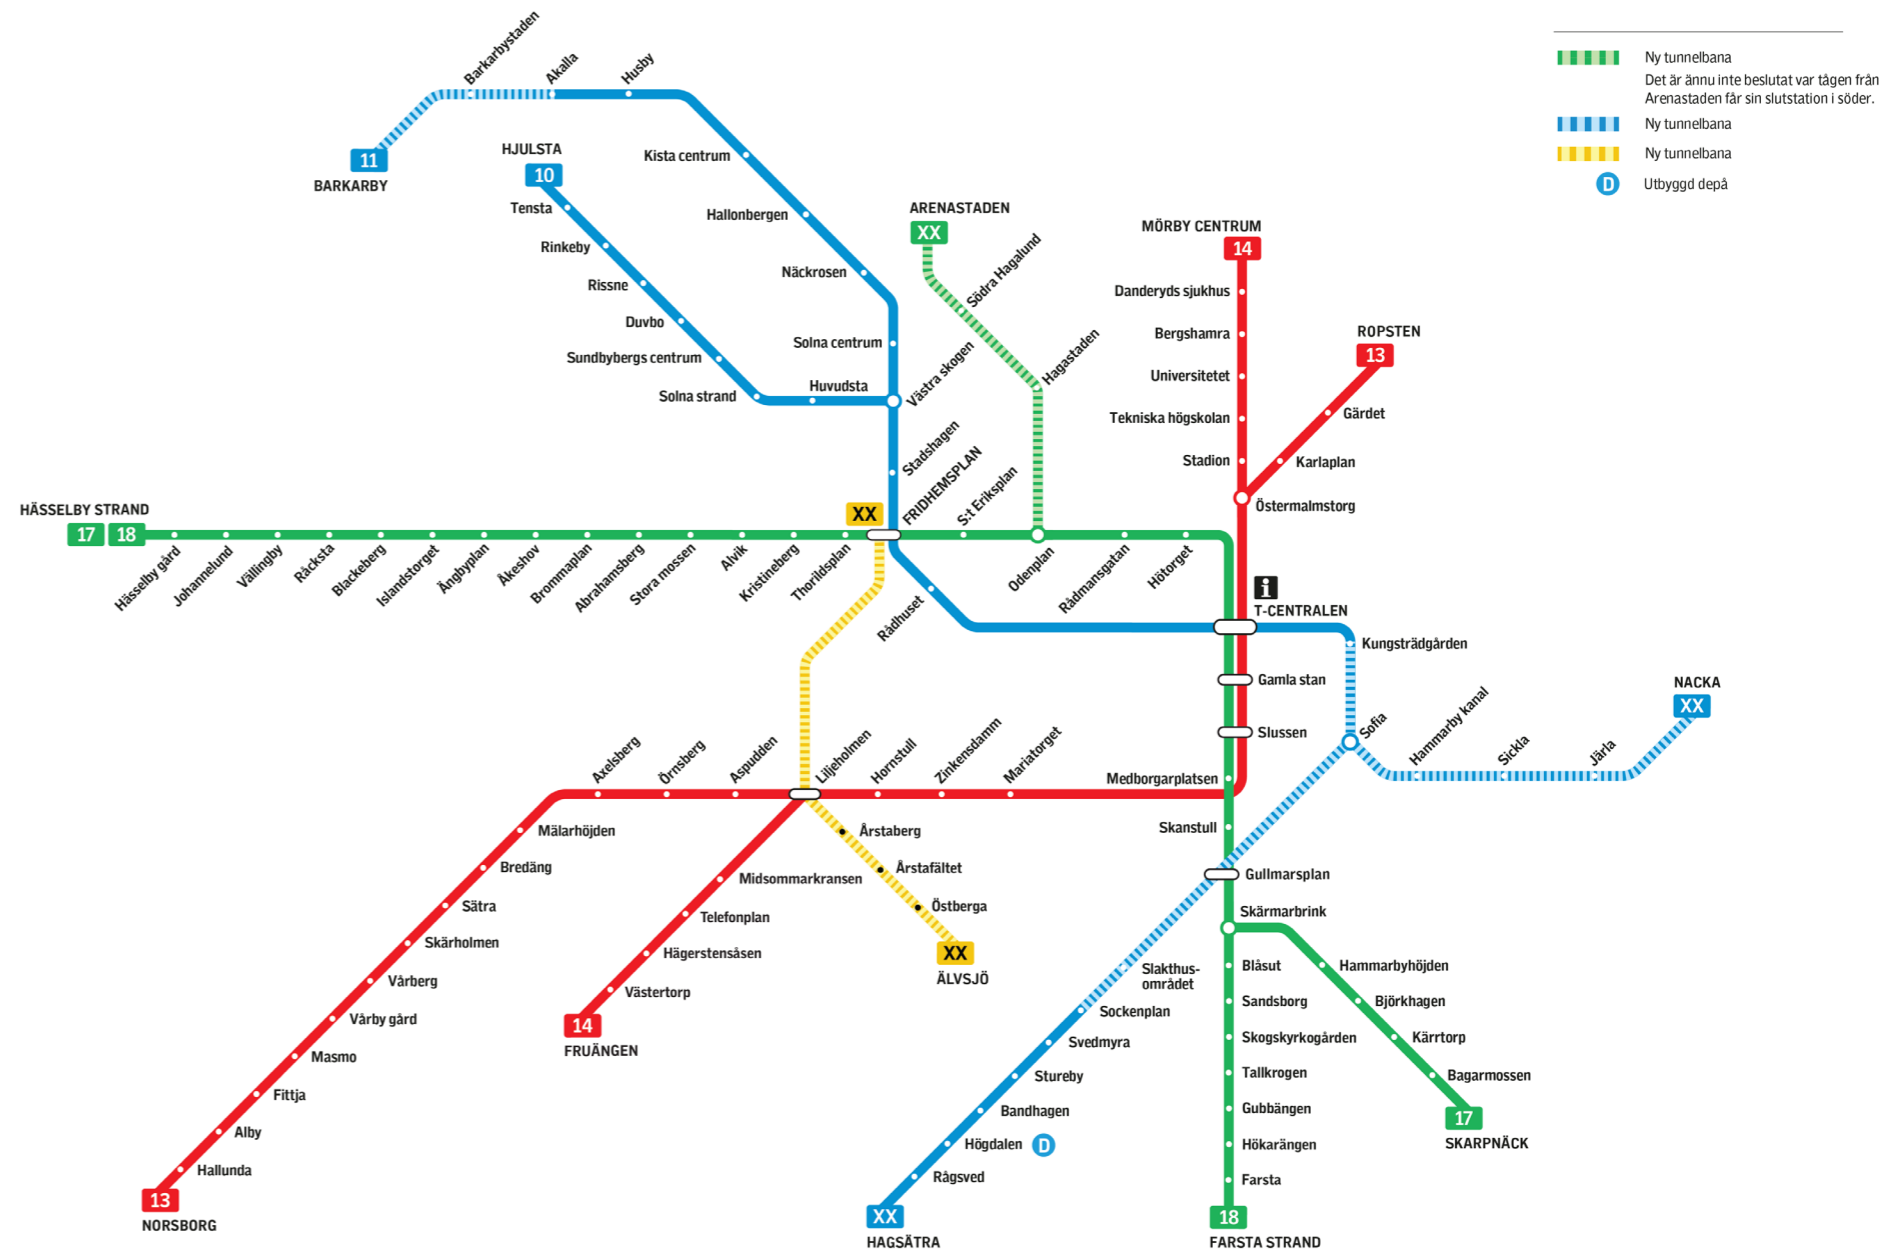 Ny tunnelbana
Det är ännu inte beslutat var tågen från
Arenastaden får sin slutstation i söder.
Ny tunnelbana
Ny tunnelbana
D
Utbyggd depå
11
BARKARBY
Barkarbystaden
Akalla
Husby
Kista centrum
Hallonbergen
Näckrosen
Solna centrum
HJULSTA
10
Tensta
Rinkeby
Rissne
Duvbo
Sundbybergs centrum
Solna strand
Huvudsta
Västra skogen
Stadshagen
FRIDHEMSPLAN
XX
ARENASTADEN
XX
Södra Hagalund
Hagastaden
MÖRBY CENTRUM
14
Danderyds sjukhus
Bergshamra
Universitetet
Tekniska högskolan
Stadion
ROPSTEN
13
Gärdet
Karlaplan
Östermalmstorg
HÄSSELBY STRAND
17
18
Hässelby gård
Johannelund
Vällingby
Råcksta
Blackeberg
Islandstorget
Ängbyplan
Åkeshov
Brommaplan
Abrahamsberg
Stora mossen
Alvik
Kristineberg
Thorildsplan
S:t Eriksplan
Odenplan
Rådmansgatan
Hötorget
Rådhuset
i
T-CENTRALEN
Kungsträdgården
Gamla stan
Slussen
NACKA
XX
Sofia
Hammarby kanal
Sickla
Järla
Axelsberg
Örnsberg
Aspudden
Liljeholmen
Hornstull
Zinkensdamm
Mariatorget
Medborgarplatsen
Skanstull
Gullmarsplan
Skärmarbrink
Mälarhöjden
Bredäng
Sätra
Skärholmen
Vårberg
Vårby gård
Masmo
Fittja
Alby
Hallunda
13
NORSBORG
Midsommarkransen
Telefonplan
Hägerstensåsen
Västertorp
14
FRUÄNGEN
Årstaberg
Årstafältet
Östberga
XX
ÄLVSJÖ
Slakthus-
området
Sockenplan
Svedmyra
Stureby
Bandhagen
Högdalen
D
Rågsved
XX
HAGSÄTRA
Blåsut
Sandsborg
Skogskyrkogården
Tallkrogen
Gubbängen
Hökarängen
Farsta
18
FARSTA STRAND
Hammarbyhöjden
Björkhagen
Kärrtorp
Bagarmossen
17
SKARPNÄCK